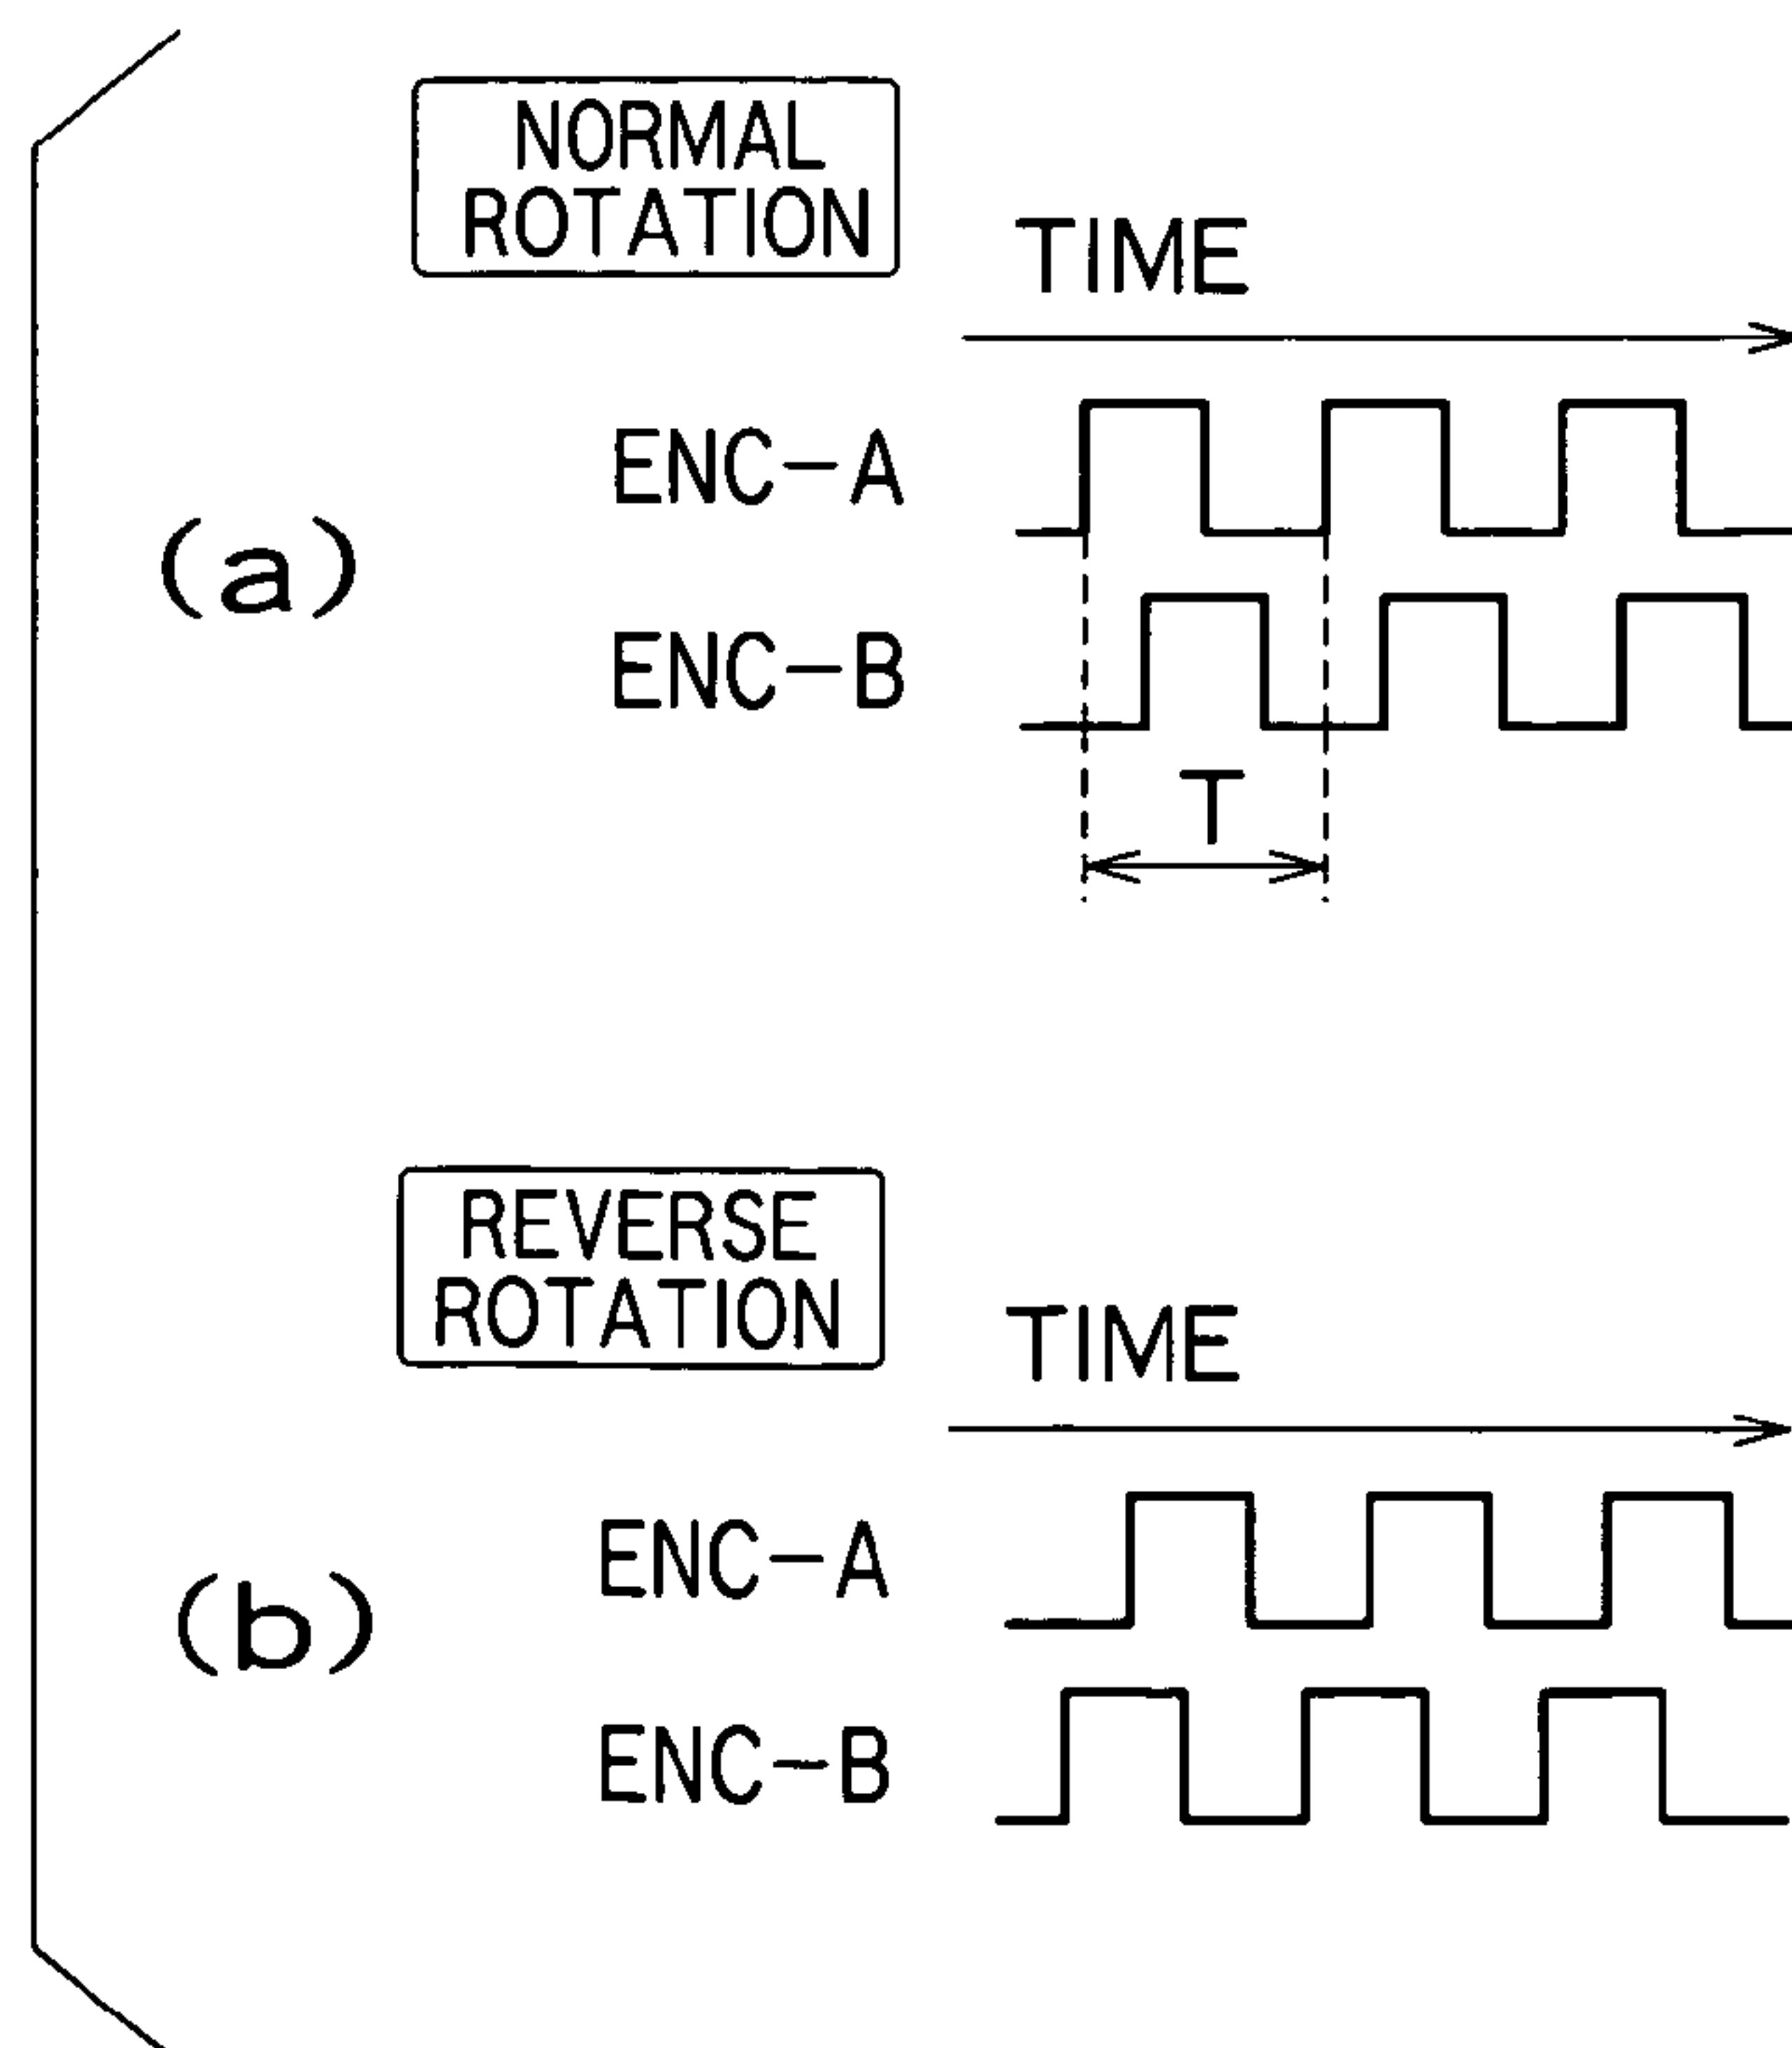 NORMAL
ROTATION
TIME
ENC-A
(a)
ENC-B
T
REVERSE
ROTATION
TIME
ENC-A
(b)
ENC-B